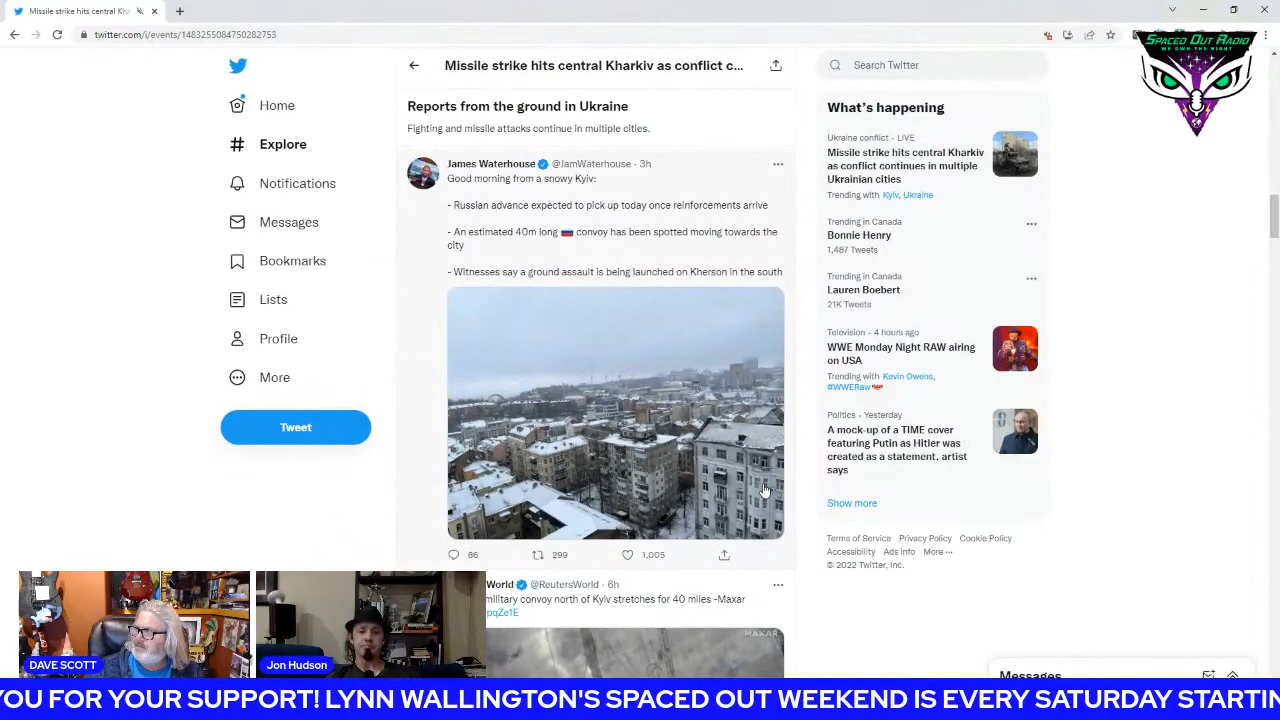 Missile strike hits central Kha
twitter.com/i/events/1483255084750282753
SPACED OUT RADIO
WE OWN THE NIGHT
Home
Explore
Notifications
Messages
Bookmarks
Lists
Profile
More
Tweet
Missile strike hits central Kharkiv as conflict c...
Reports from the ground in Ukraine
Fighting and missile attacks continue in multiple cities.
James Waterhouse @JamWaterhouse · 3h
Good morning from a snowy Kyiv:
- Russian advance expected to pick up today once reinforcements arrive
- An estimated 40m long 🇷🇺 convoy has been spotted moving towards the
city
- Witnesses say a ground assault is being launched on Kherson in the south
86 299 1,005
World @ReutersWorld · 6h
military convoy north of Kyiv stretches for 40 miles -Maxar
pqZe1E
MAXAR
Search Twitter
What's happening
Ukraine conflict · LIVE
Missile strike hits central Kharkiv
as conflict continues in multiple
Ukrainian cities
Trending with Kyiv, Ukraine
Trending in Canada
Bonnie Henry
1,487 Tweets
Trending in Canada
Lauren Boebert
21K Tweets
Television · 4 hours ago
WWE Monday Night RAW airing
on USA
Trending with Kevin Owens,
#WWERaw
Politics · Yesterday
A mock-up of a TIME cover
featuring Putin as Hitler was
created as a statement, artist
says
Show more
Terms of Service Privacy Policy Cookie Policy
Accessibility Ads info More ···
© 2022 Twitter, Inc.
Messages
DAVE SCOTT
Jon Hudson
YOU FOR YOUR SUPPORT! LYNN WALLINGTON'S SPACED OUT WEEKEND IS EVERY SATURDAY STARTIN